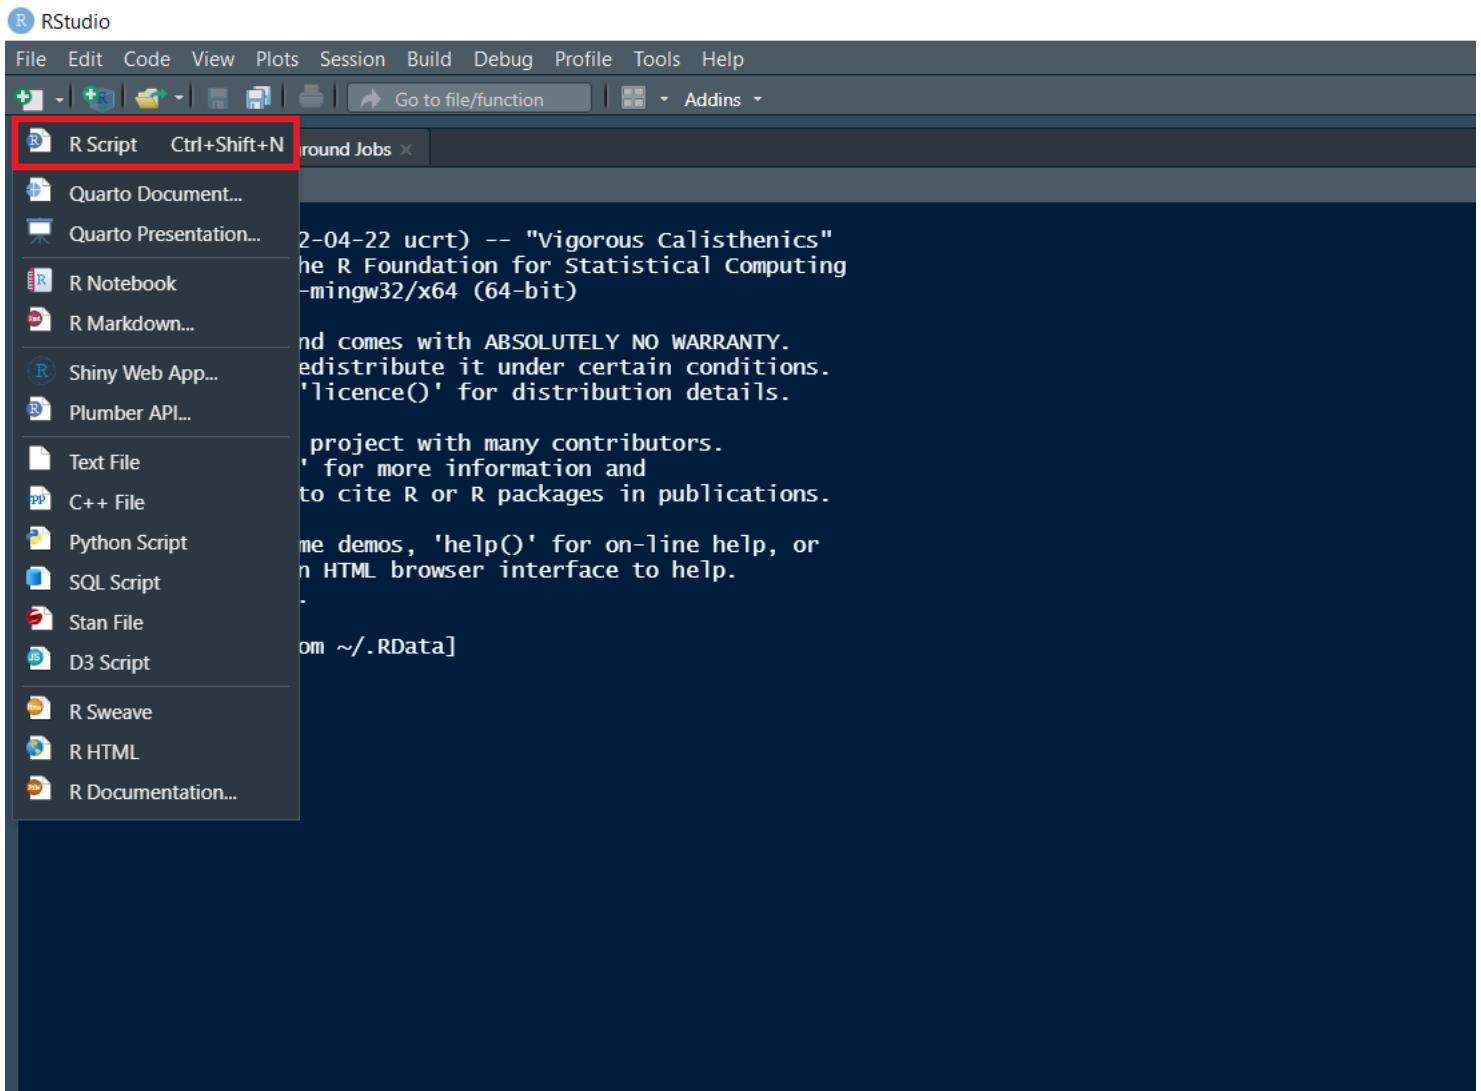 RStudio
File Edit Code View Plots Session Build Debug Profile Tools Help
Go to file/function Addins
R Script Ctrl+Shift+N
round Jobs ×
Quarto Document...
Quarto Presentation...
R Notebook
R Markdown...
Shiny Web App...
Plumber API...
Text File
C++ File
Python Script
SQL Script
Stan File
D3 Script
R Sweave
R HTML
R Documentation...
2-04-22 ucrt) -- "Vigorous Calisthenics"
he R Foundation for Statistical Computing
-mingw32/x64 (64-bit)
nd comes with ABSOLUTELY NO WARRANTY.
edistribute it under certain conditions.
'licence()' for distribution details.
project with many contributors.
' for more information and
to cite R or R packages in publications.
me demos, 'help()' for on-line help, or
n HTML browser interface to help.
.
om ~/.RData]